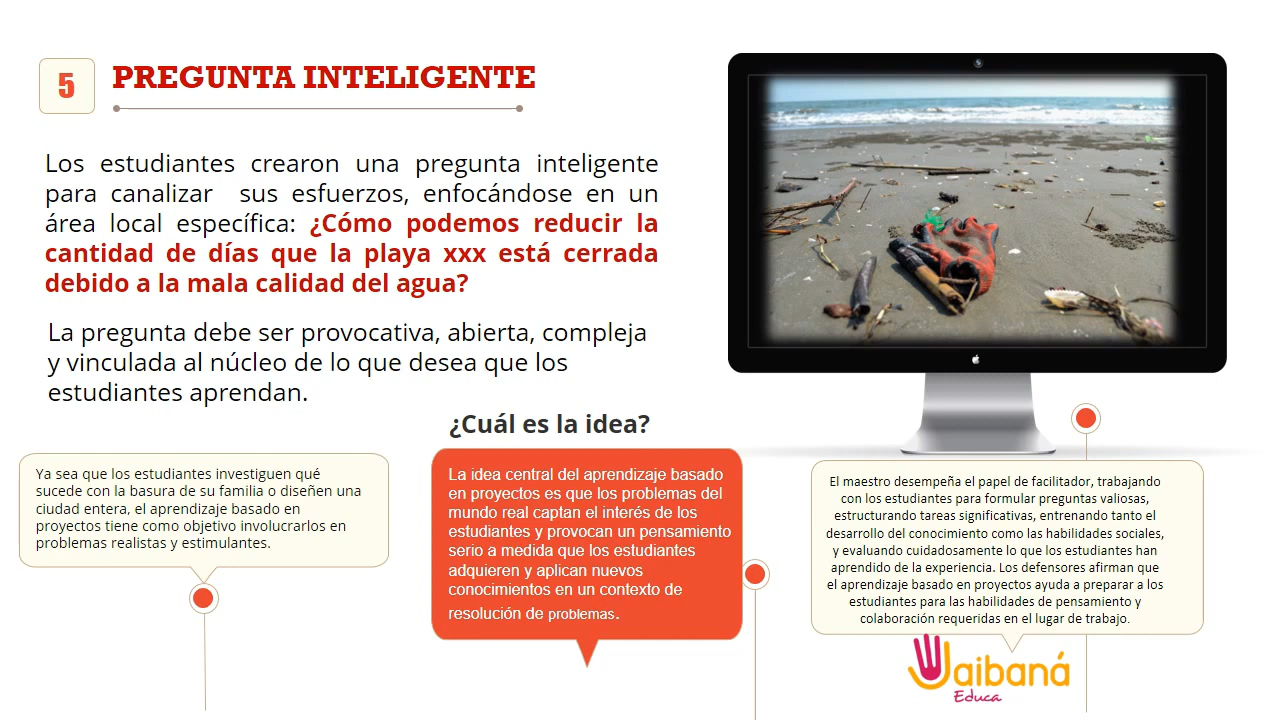 5
PREGUNTA INTELIGENTE
Los estudiantes crearon una pregunta inteligente
para canalizar sus esfuerzos, enfocándose en un
área local específica: ¿Cómo podemos reducir la
cantidad de días que la playa xxx está cerrada
debido a la mala calidad del agua?
La pregunta debe ser provocativa, abierta, compleja
y vinculada al núcleo de lo que desea que los
estudiantes aprendan.
¿Cuál es la idea?
Ya sea que los estudiantes investiguen qué
sucede con la basura de su familia o diseñen una
ciudad entera, el aprendizaje basado en
proyectos tiene como objetivo involucrarlos en
problemas realistas y estimulantes.
La idea central del aprendizaje basado
en proyectos es que los problemas del
mundo real captan el interés de los
estudiantes y provocan un pensamiento
serio a medida que los estudiantes
adquieren y aplican nuevos
conocimientos en un contexto de
resolución de problemas.
El maestro desempeña el papel de facilitador, trabajando
con los estudiantes para formular preguntas valiosas,
estructurando tareas significativas, entrenando tanto el
desarrollo del conocimiento como las habilidades sociales,
y evaluando cuidadosamente lo que los estudiantes han
aprendido de la experiencia. Los defensores afirman que
el aprendizaje basado en proyectos ayuda a preparar a los
estudiantes para las habilidades de pensamiento y
colaboración requeridas en el lugar de trabajo.
Jaibaná
Educa